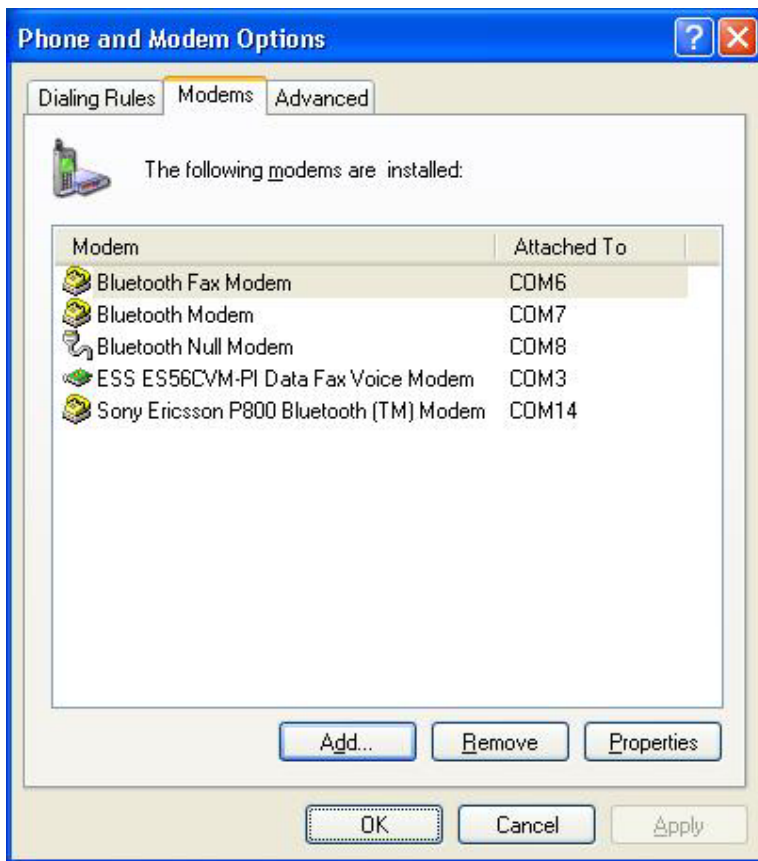 Phone and Modem Options
Dialing Rules Modems Advanced
The following modems are installed:
Modem Attached To
Bluetooth Fax Modem COM6
Bluetooth Modem COM7
Bluetooth Null Modem COM8
ESS ES56CVM-PI Data Fax Voice Modem COM3
Sony Ericsson P800 Bluetooth (TM) Modem COM14
Add... Remove Properties
OK Cancel Apply